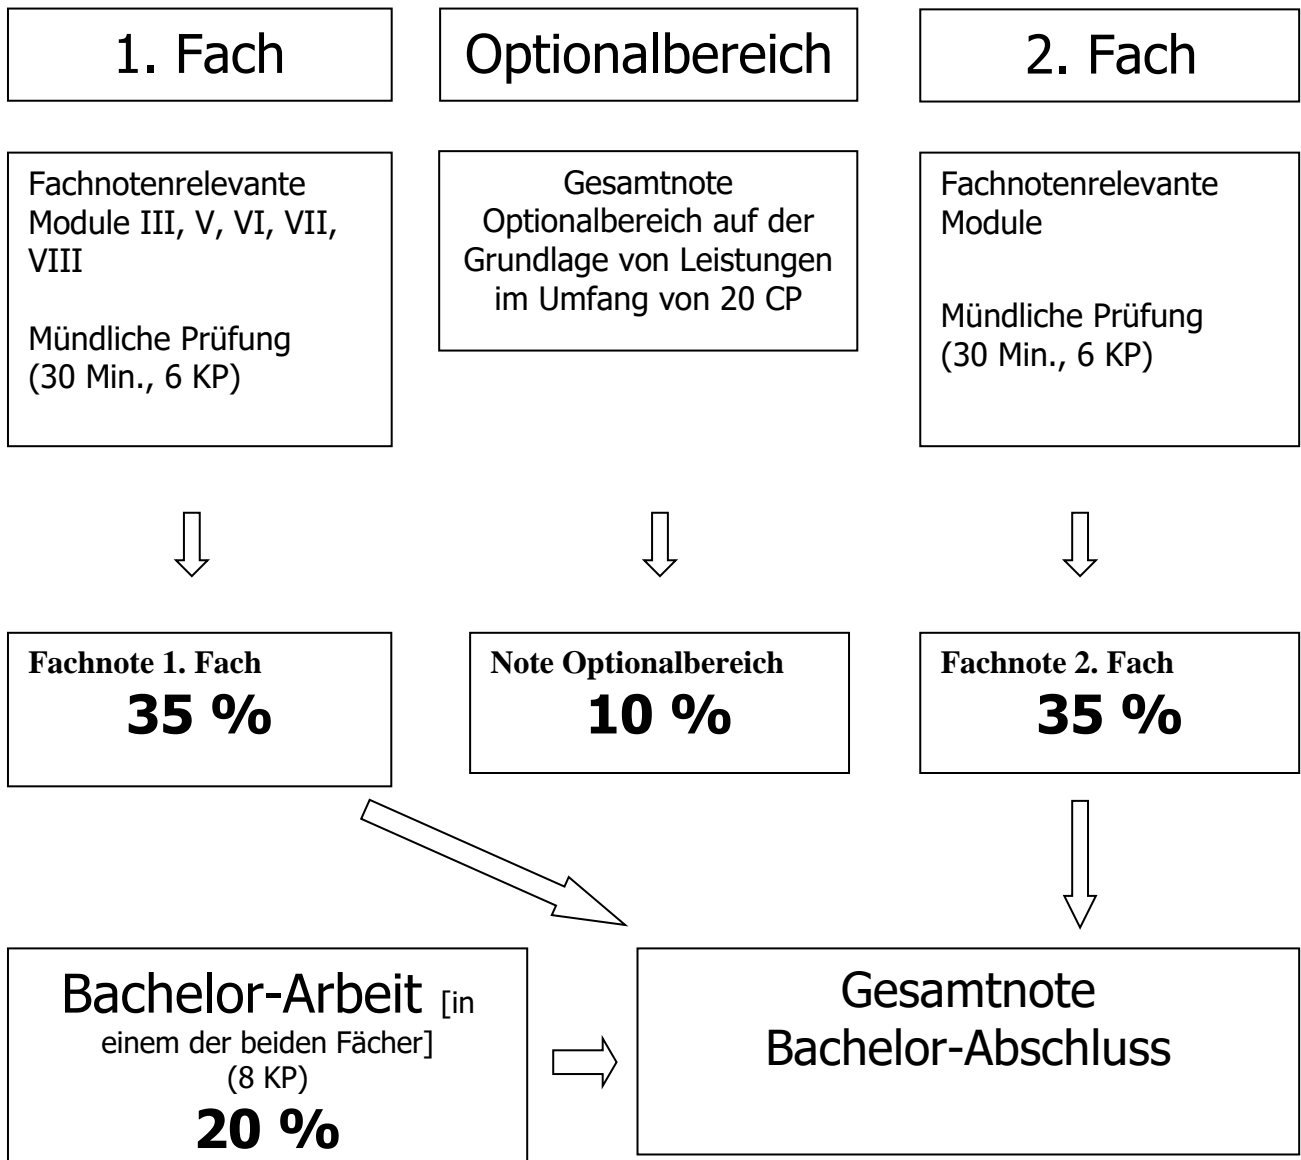 1. Fach
Optionalbereich
2. Fach
Fachnotenrelevante
Module III, V, VI, VII,
VIII
Mündliche Prüfung
(30 Min., 6 KP)
Gesamtnote
Optionalbereich auf der
Grundlage von Leistungen
im Umfang von 20 CP
Fachnotenrelevante
Module
Mündliche Prüfung
(30 Min., 6 KP)
Fachnote 1. Fach
35 %
Note Optionalbereich
10 %
Fachnote 2. Fach
35 %
Bachelor-Arbeit [in
einem der beiden Fächer]
(8 KP)
20 %
Gesamtnote
Bachelor-Abschluss